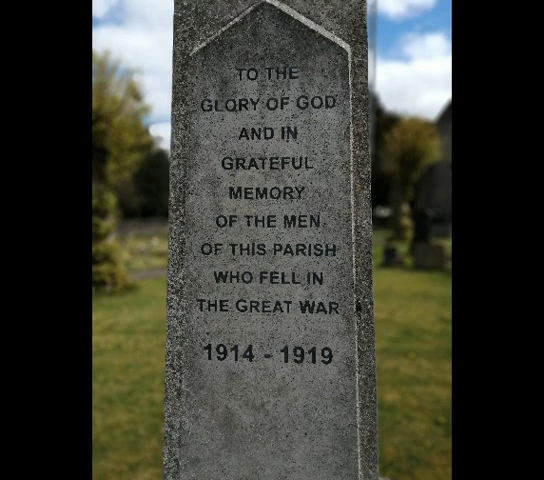 TO THE
GLORY OF GOD
AND IN
GRATEFUL
MEMORY
OF THE MEN
OF THIS PARISH
WHO FELL IN
THE GREAT WAR
1914 - 1919